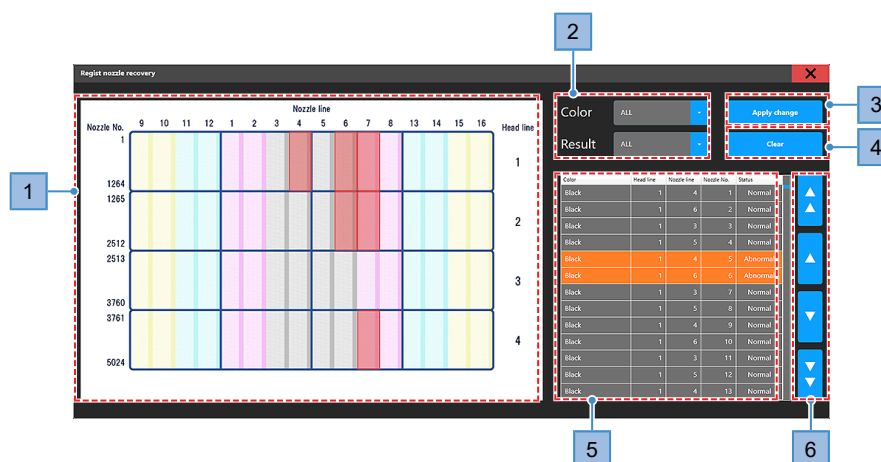 2
Regist nozzle recovery
Nozzle line
Nozzle No. 9 10 11 12 1 2 3 4 5 6 7 8 13 14 15 16 Head line
1
1264
1
1265
2512
2
2513
3760
3
3761
5024
4
1
Color ALL
Result ALL
Apply change
3
Clear
4
Color Head line Nozzle line Nozzle No. Status
Black 1 4 1 Normal
Black 1 6 2 Normal
Black 1 3 3 Normal
Black 1 5 4 Normal
Black 1 4 5 Abnormal
Black 1 6 6 Abnormal
Black 1 3 7 Normal
Black 1 5 8 Normal
Black 1 4 9 Normal
Black 1 6 10 Normal
Black 1 3 11 Normal
Black 1 5 12 Normal
Black 1 4 13 Normal
5
6